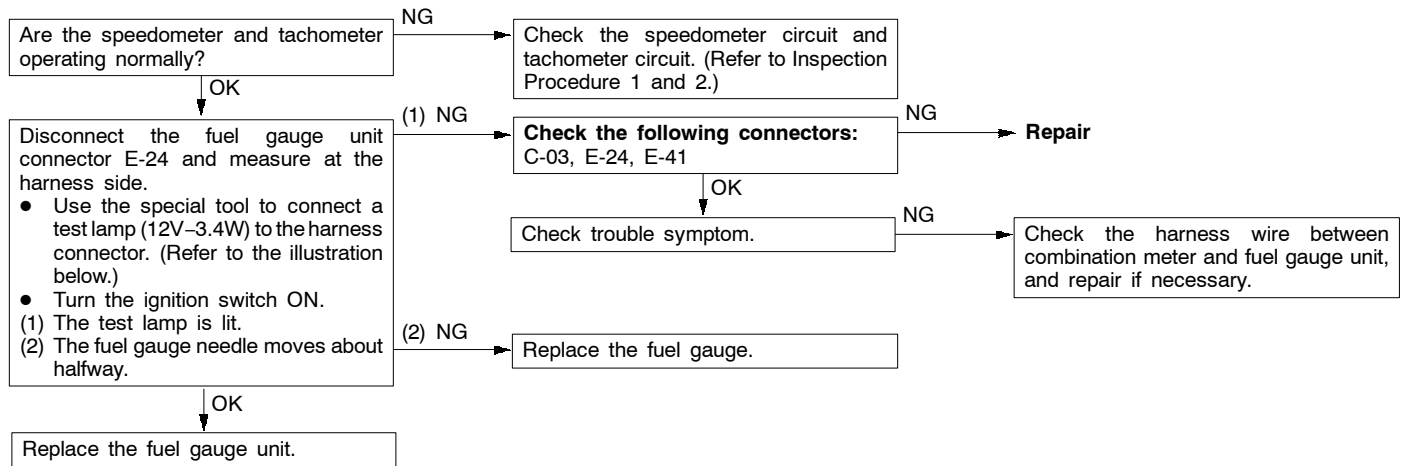 Are the speedometer and tachometer
operating normally?
NG
Check the speedometer circuit and
tachometer circuit. (Refer to Inspection
Procedure 1 and 2.)
OK
Disconnect the fuel gauge unit
connector E-24 and measure at the
harness side.
● Use the special tool to connect a
test lamp (12V–3.4W) to the harness
connector. (Refer to the illustration
below.)
● Turn the ignition switch ON.
(1) The test lamp is lit.
(2) The fuel gauge needle moves about
halfway.
(1) NG
Check the following connectors:
C-03, E-24, E-41
NG
Repair
OK
Check trouble symptom.
NG
Check the harness wire between
combination meter and fuel gauge unit,
and repair if necessary.
(2) NG
Replace the fuel gauge.
OK
Replace the fuel gauge unit.